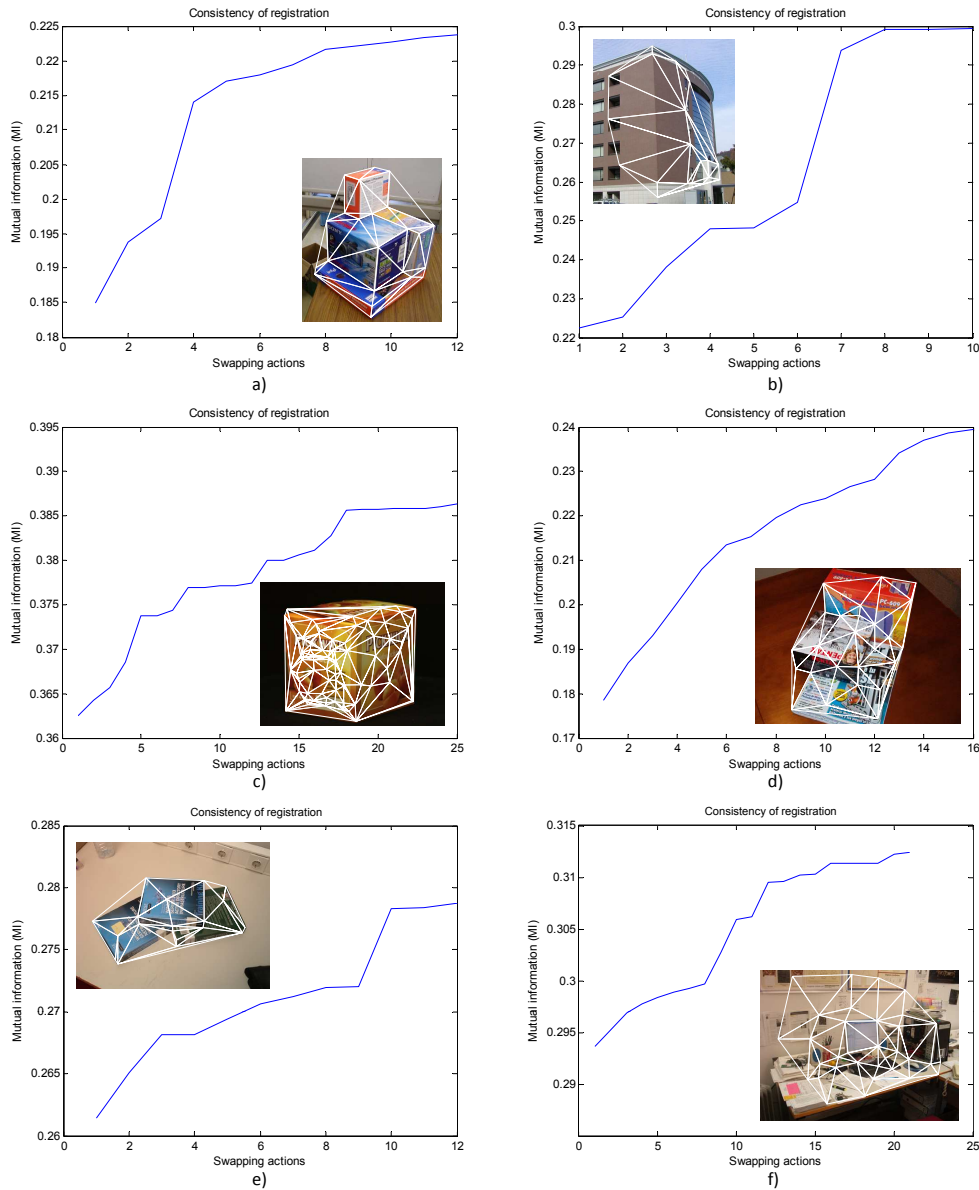 Consistency of registration
0.225
0.22
0.215
0.21
0.205
0.2
0.195
0.19
0.185
0.18
Mutual information (MI)
0 2 4 6 8 10 12
Swapping actions
a)
Consistency of registration
0.3
0.29
0.28
0.27
0.26
0.25
0.24
0.23
0.22
Mutual information (MI)
1 2 3 4 5 6 7 8 9 10
Swapping actions
b)
Consistency of registration
0.395
0.39
0.385
0.38
0.375
0.37
0.365
0.36
Mutual information (MI)
0 5 10 15 20 25
Swapping actions
c)
Consistency of registration
0.24
0.23
0.22
0.21
0.2
0.19
0.18
0.17
Mutual information (MI)
0 2 4 6 8 10 12 14 16
Swapping actions
d)
Consistency of registration
0.285
0.28
0.275
0.27
0.265
0.26
Mutual information (MI)
0 2 4 6 8 10 12
Swapping actions
e)
Consistency of registration
0.315
0.31
0.305
0.3
0.295
0.29
Mutual information (MI)
0 5 10 15 20 25
Swapping actions
f)